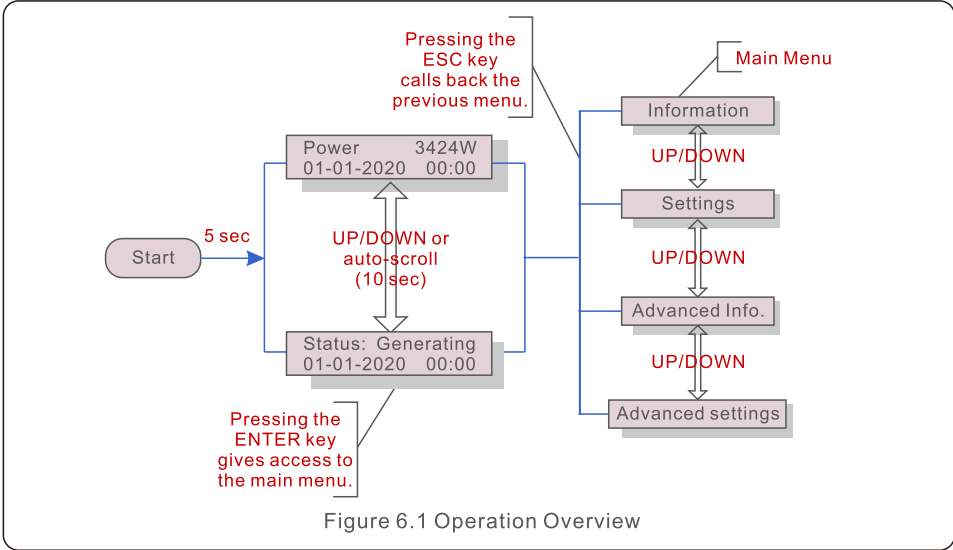 Pressing the
ESC key
calls back the
previous menu.
Main Menu
Information
UP/DOWN
Settings
UP/DOWN
Advanced Info.
UP/DOWN
Advanced settings
Power 3424W
01-01-2020 00:00
5 sec
Start
UP/DOWN or
auto-scroll
(10 sec)
Status: Generating
01-01-2020 00:00
Pressing the
ENTER key
gives access to
the main menu.
Figure 6.1 Operation Overview